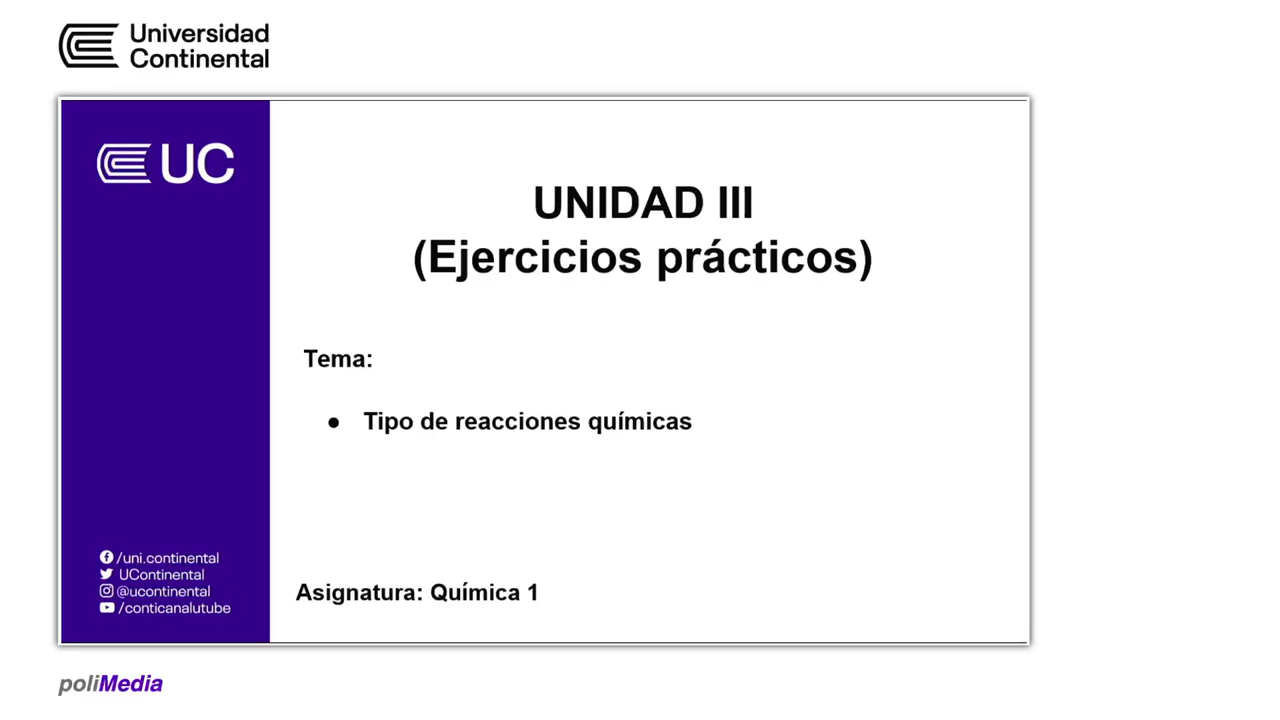 Universidad
Continental
UC
UNIDAD III
(Ejercicios prácticos)
Tema:
● Tipo de reacciones químicas
/uni.continental
UContinental
@ucontinental
/conticanalutube
Asignatura: Química 1
poliMedia